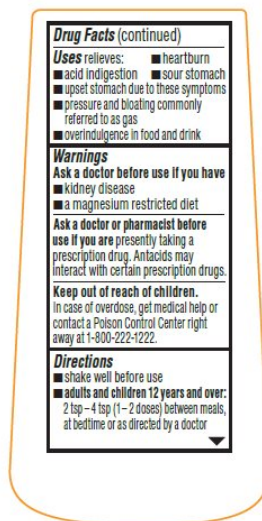 Drug Facts (continued)
Uses relieves: ■ heartburn
■ acid indigestion ■ sour stomach
■ upset stomach due to these symptoms
■ pressure and bloating commonly
referred to as gas
■ overindulgence in food and drink
Warnings
Ask a doctor before use if you have
■ kidney disease
■ a magnesium restricted diet
Ask a doctor or pharmacist before
use if you are presently taking a
prescription drug. Antacids may
interact with certain prescription drugs.
Keep out of reach of children.
In case of overdose, get medical help or
contact a Poison Control Center right
away at 1-800-222-1222.
Directions
■ shake well before use
■ adults and children 12 years and over:
2 tsp – 4 tsp (1 – 2 doses) between meals,
at bedtime or as directed by a doctor